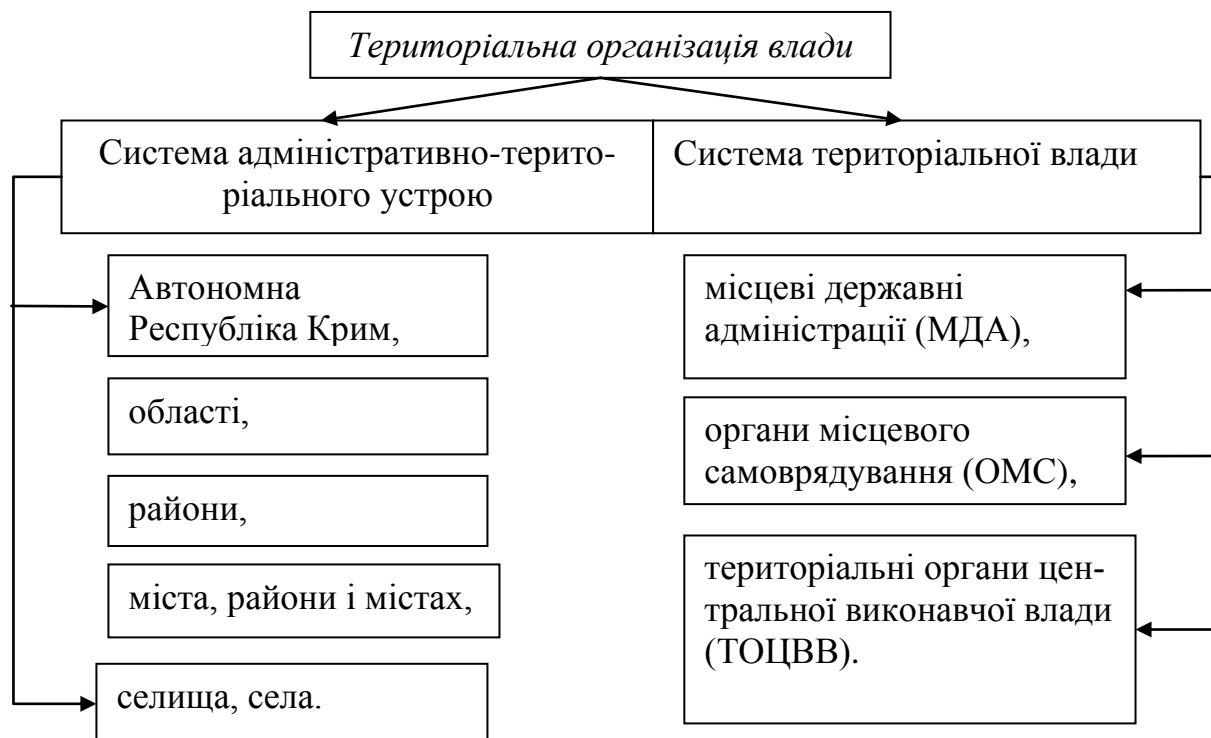 Територіальна організація влади
Система адміністративно-терито-
ріального устрою
Система територіальної влади
Автономна
Республіка Крим,
області,
райони,
міста, райони і містах,
селища, села.
місцеві державні
адміністрації (МДА),
органи місцевого
самоврядування (ОМС),
територіальні органи цен-
тральної виконавчої влади
(ТОЦВВ).